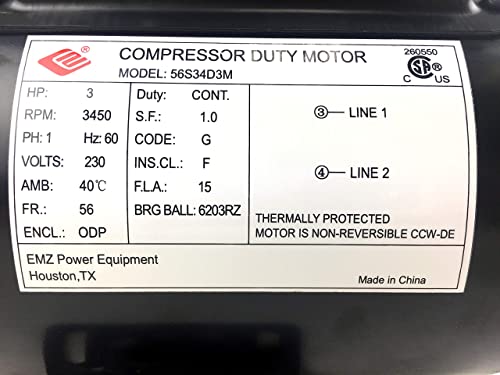 COMPRESSOR DUTY MOTOR
MODEL: 56S34D3M
260550
SA
C US
HP: 3
RPM: 3450
PH: 1 Hz: 60
VOLTS: 230
AMB: 40℃
FR.: 56
ENCL.: ODP
Duty: CONT.
S.F.: 1.0
CODE: G
INS.CL.: F
F.L.A.: 15
BRG BALL: 6203RZ
③— LINE 1
④— LINE 2
THERMALLY PROTECTED
MOTOR IS NON-REVERSIBLE CCW-DE
EMZ Power Equipment
Houston,TX
Made in China